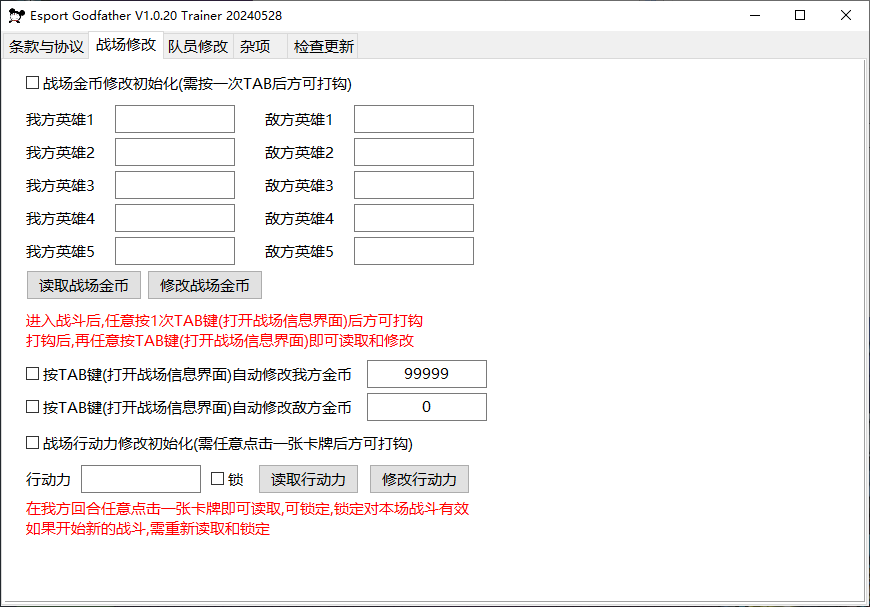 Esport Godfather V1.0.20 Trainer 20240528
条款与协议 战场修改 队员修改 杂项 检查更新
战场金币修改初始化(需按一次TAB后方可打钩)
我方英雄1 敌方英雄1
我方英雄2 敌方英雄2
我方英雄3 敌方英雄3
我方英雄4 敌方英雄4
我方英雄5 敌方英雄5
读取战场金币 修改战场金币
进入战斗后,任意按1次TAB键(打开战场信息界面)后方可打钩
打钩后,再任意按TAB键(打开战场信息界面)即可读取和修改
按TAB键(打开战场信息界面)自动修改我方金币 99999
按TAB键(打开战场信息界面)自动修改敌方金币 0
战场行动力修改初始化(需任意点击一张卡牌后方可打钩)
行动力 锁 读取行动力 修改行动力
在我方回合任意点击一张卡牌即可读取,可锁定,锁定对本场战斗有效
如果开始新的战斗,需重新读取和锁定